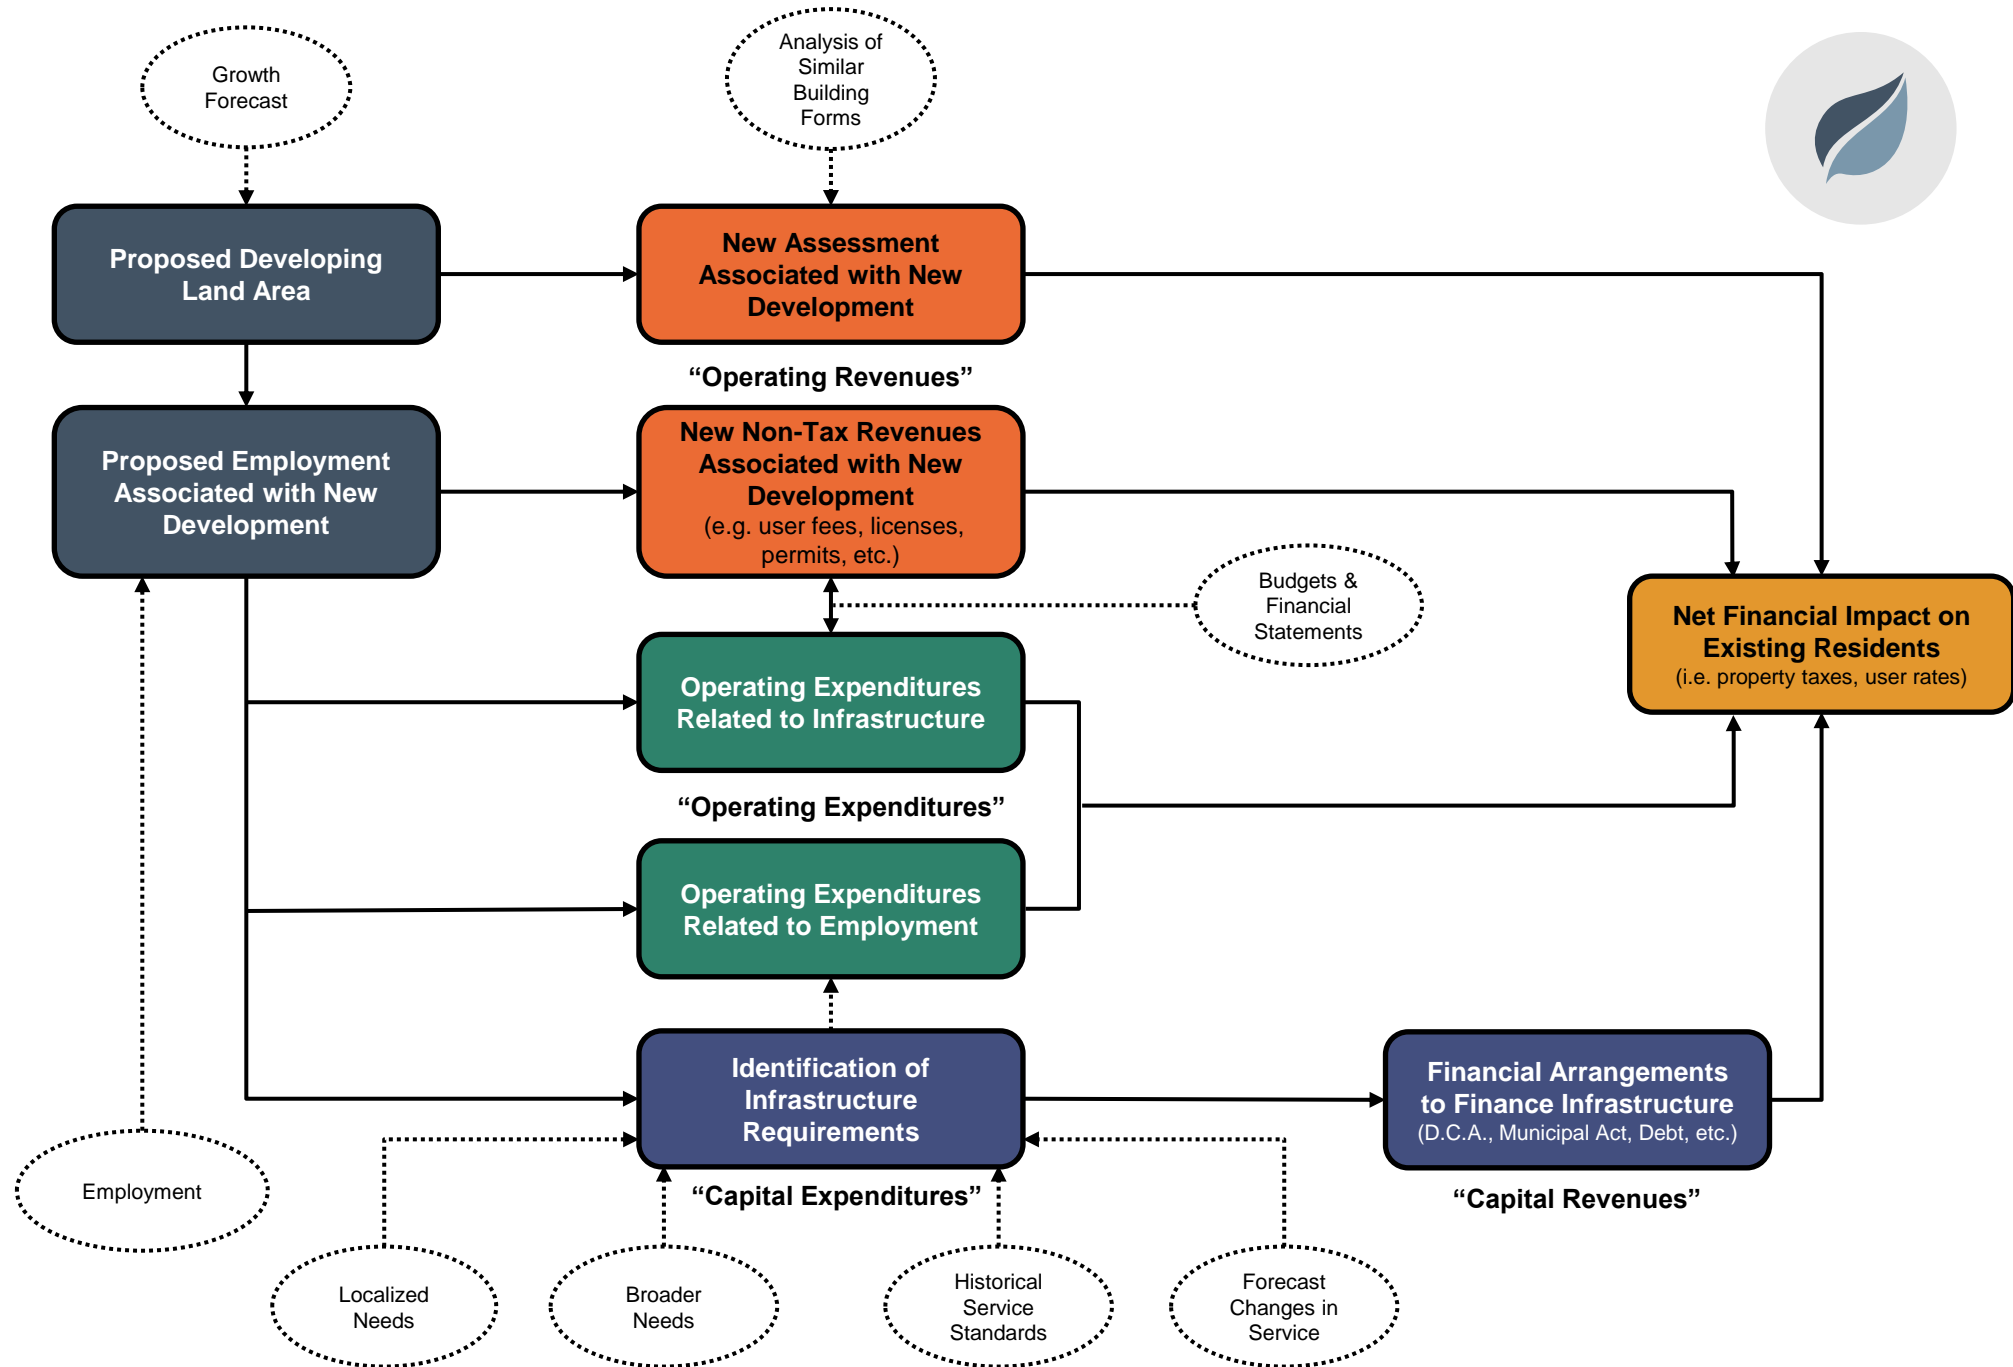 Growth
Forecast
Analysis of
Similar
Building
Forms
Proposed Developing
Land Area
New Assessment
Associated with New
Development
“Operating Revenues”
Proposed Employment
Associated with New
Development
New Non-Tax Revenues
Associated with New
Development
(e.g. user fees, licenses,
permits, etc.)
Budgets &
Financial
Statements
Net Financial Impact on
Existing Residents
(i.e. property taxes, user rates)
Operating Expenditures
Related to Infrastructure
“Operating Expenditures”
Operating Expenditures
Related to Employment
Identification of
Infrastructure
Requirements
Financial Arrangements
to Finance Infrastructure
(D.C.A., Municipal Act, Debt, etc.)
“Capital Expenditures”
“Capital Revenues”
Employment
Localized
Needs
Broader
Needs
Historical
Service
Standards
Forecast
Changes in
Service